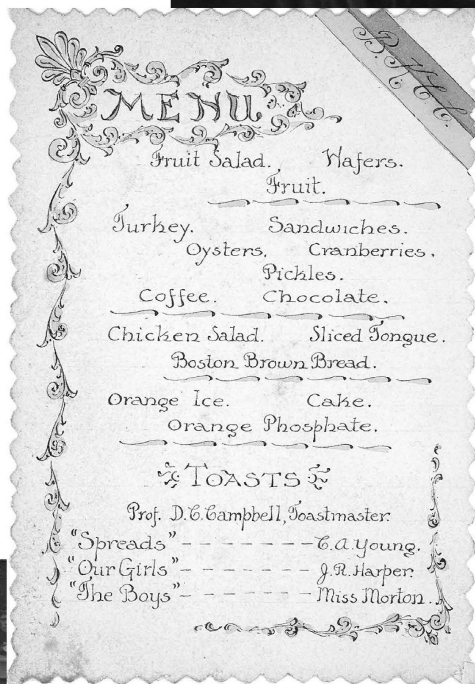 MENU
Fruit Salad. Wafers.
Fruit.
Turkey. Sandwiches.
Oysters. Cranberries.
Pickles.
Coffee. Chocolate.
Chicken Salad. Sliced Tongue.
Boston Brown Bread.
Orange Ice. Cake.
Orange Phosphate.
TOASTS
Prof. D.C. Campbell, Toastmaster.
"Spreads" - - - - - - - C.A. Young.
"Our Girls" - - - - - - - J.R. Harper.
"The Boys" - - - - - - - Miss Morton.